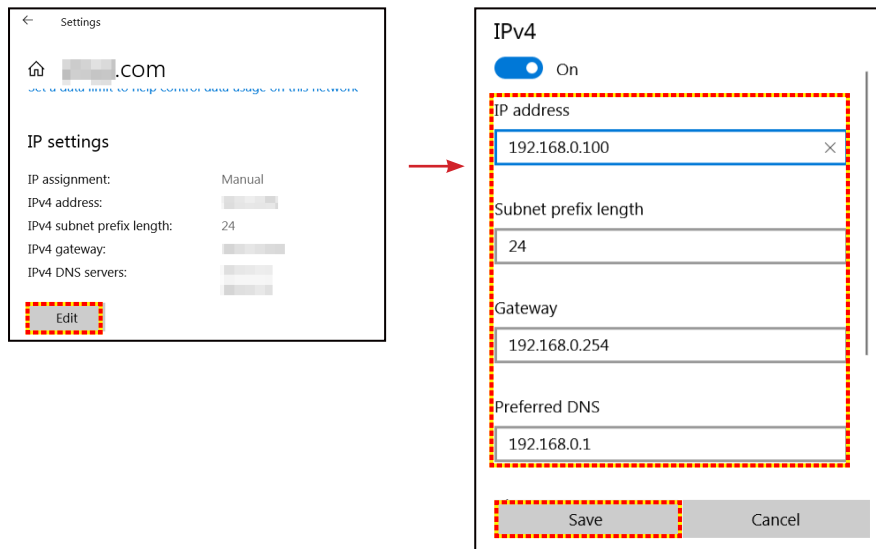 Settings
.com
Set a data limit to help control data usage on this network
IP settings
IP assignment: Manual
IPv4 address:
IPv4 subnet prefix length: 24
IPv4 gateway:
IPv4 DNS servers:
Edit
IPv4
On
IP address
192.168.0.100
Subnet prefix length
24
Gateway
192.168.0.254
Preferred DNS
192.168.0.1
Save Cancel